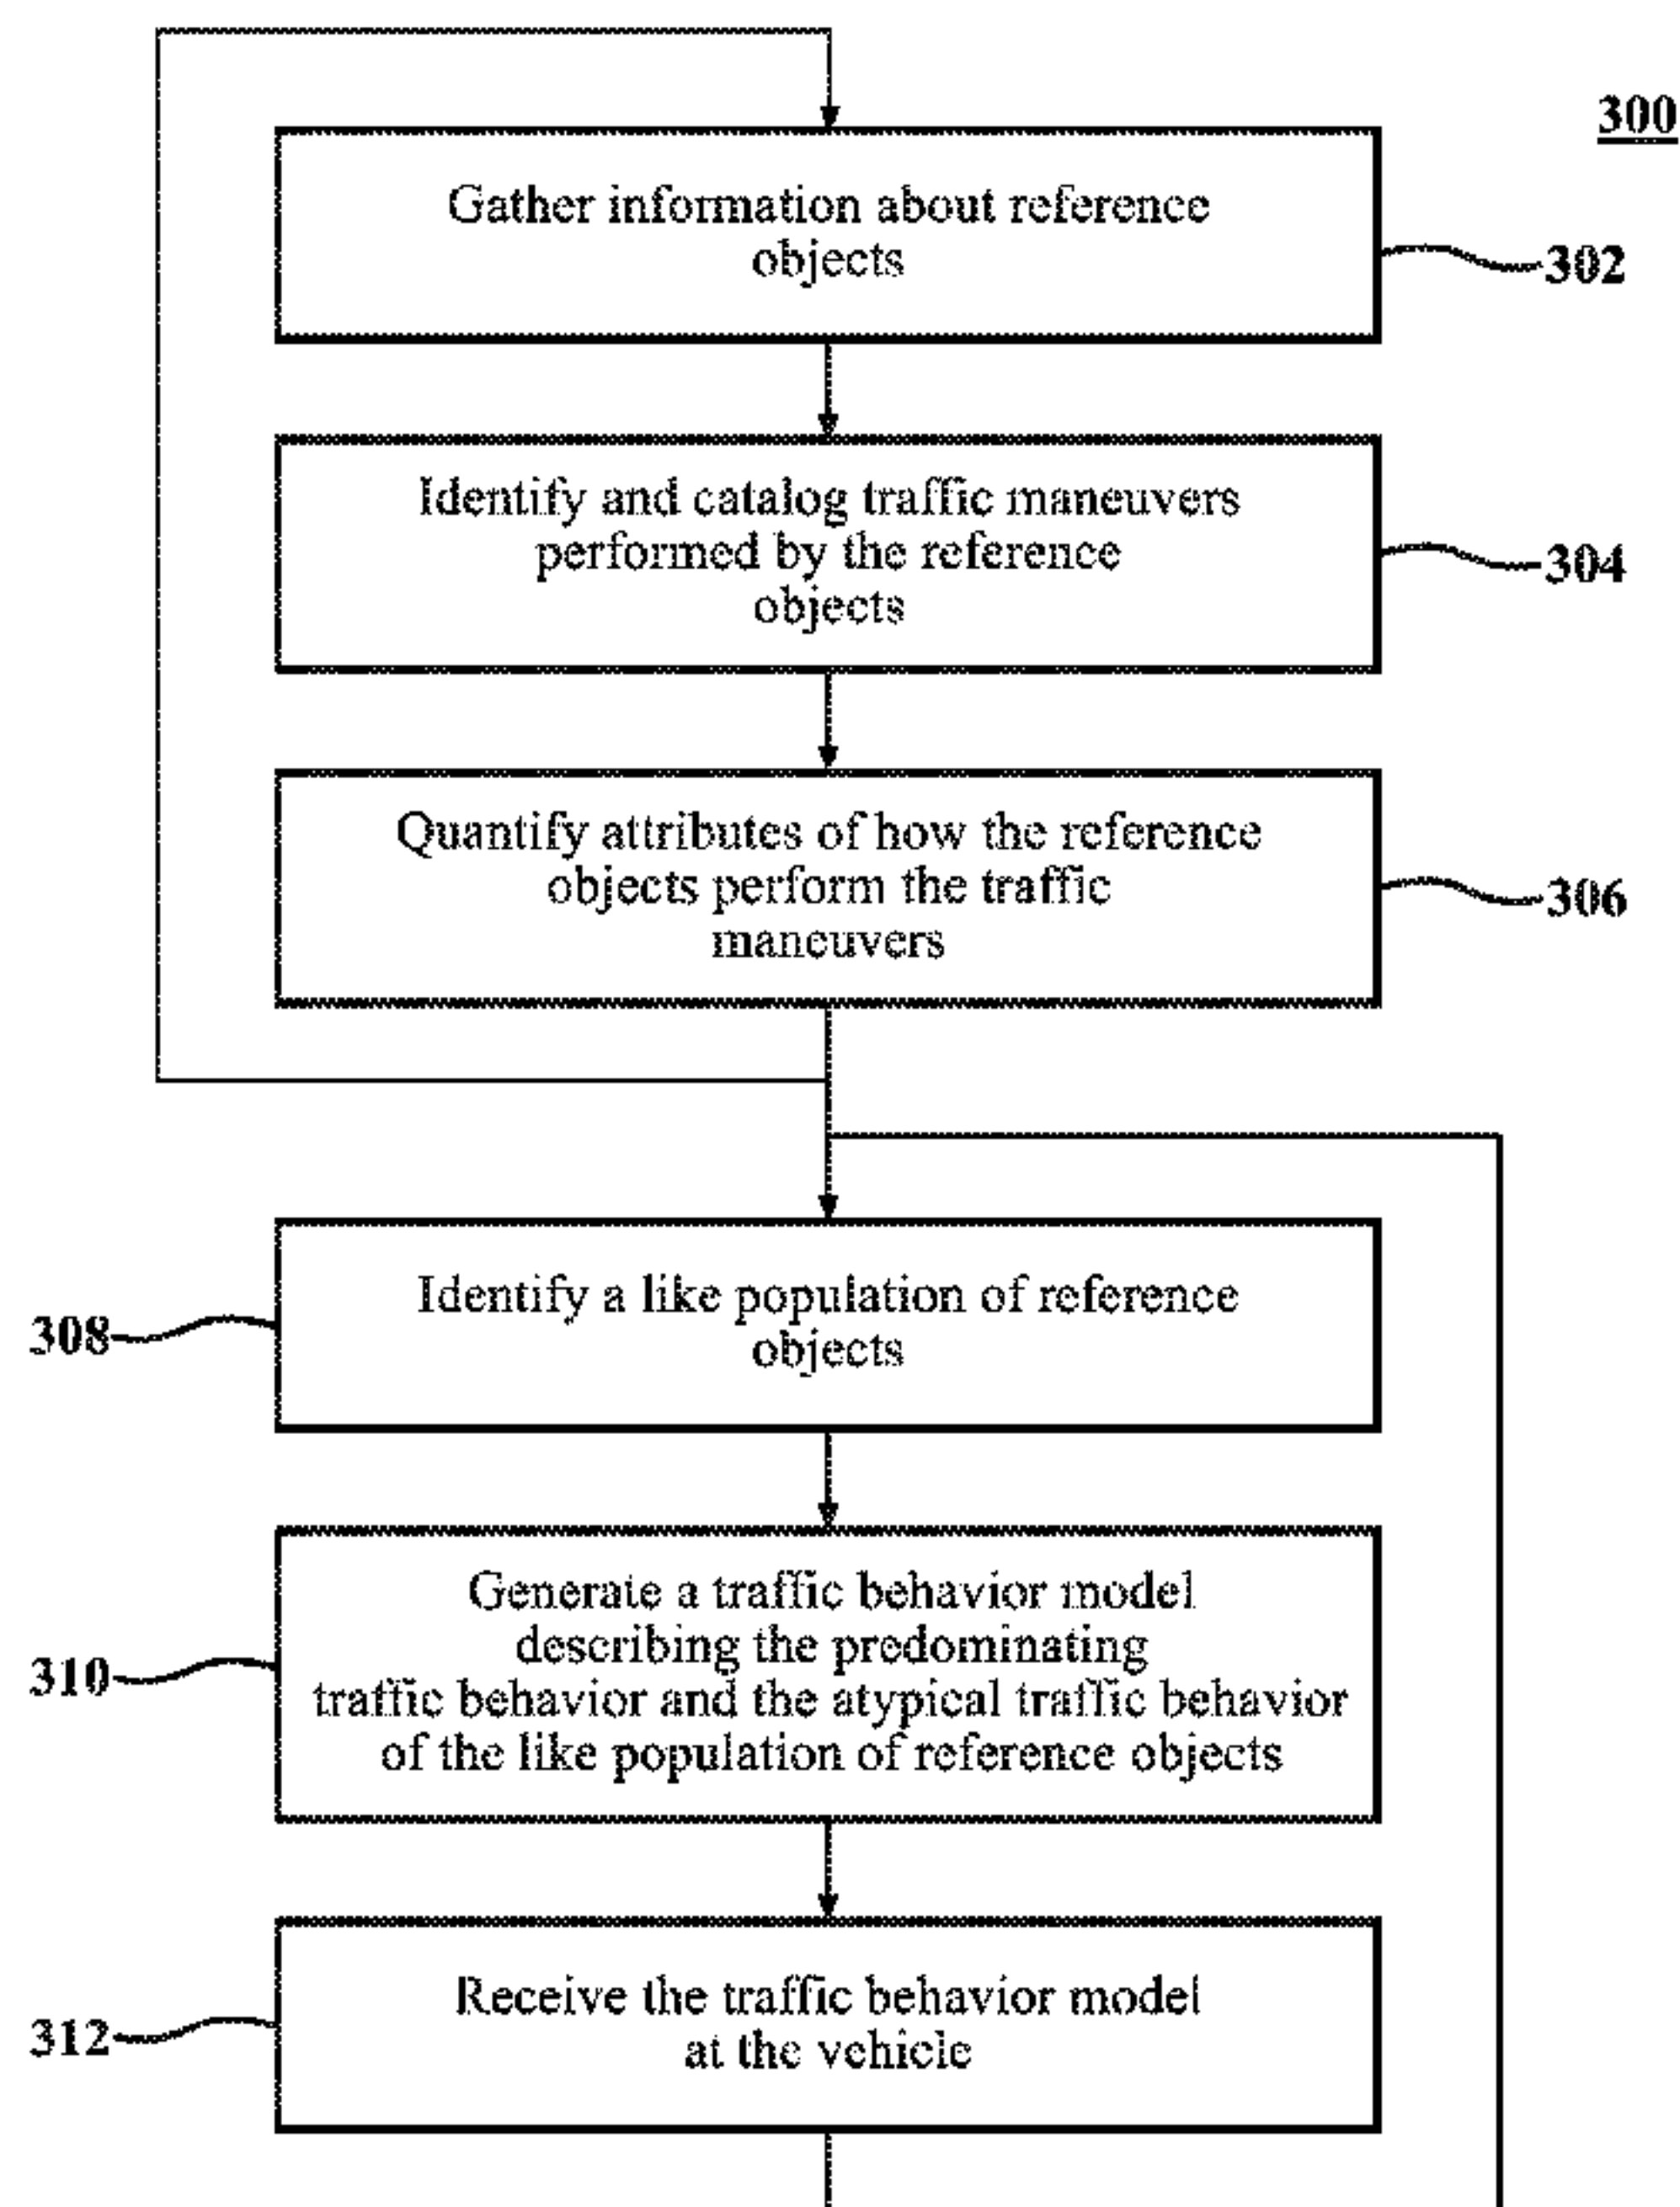 300
Gather information about reference
objects
302
Identify and catalog traffic maneuvers
performed by the reference
objects
304
Quantify attributes of how the reference
objects perform the traffic
maneuvers
306
Identify a like population of reference
objects
308
Generate a traffic behavior model
describing the predominating
traffic behavior and the atypical traffic behavior
of the like population of reference objects
310
Receive the traffic behavior model
at the vehicle
312